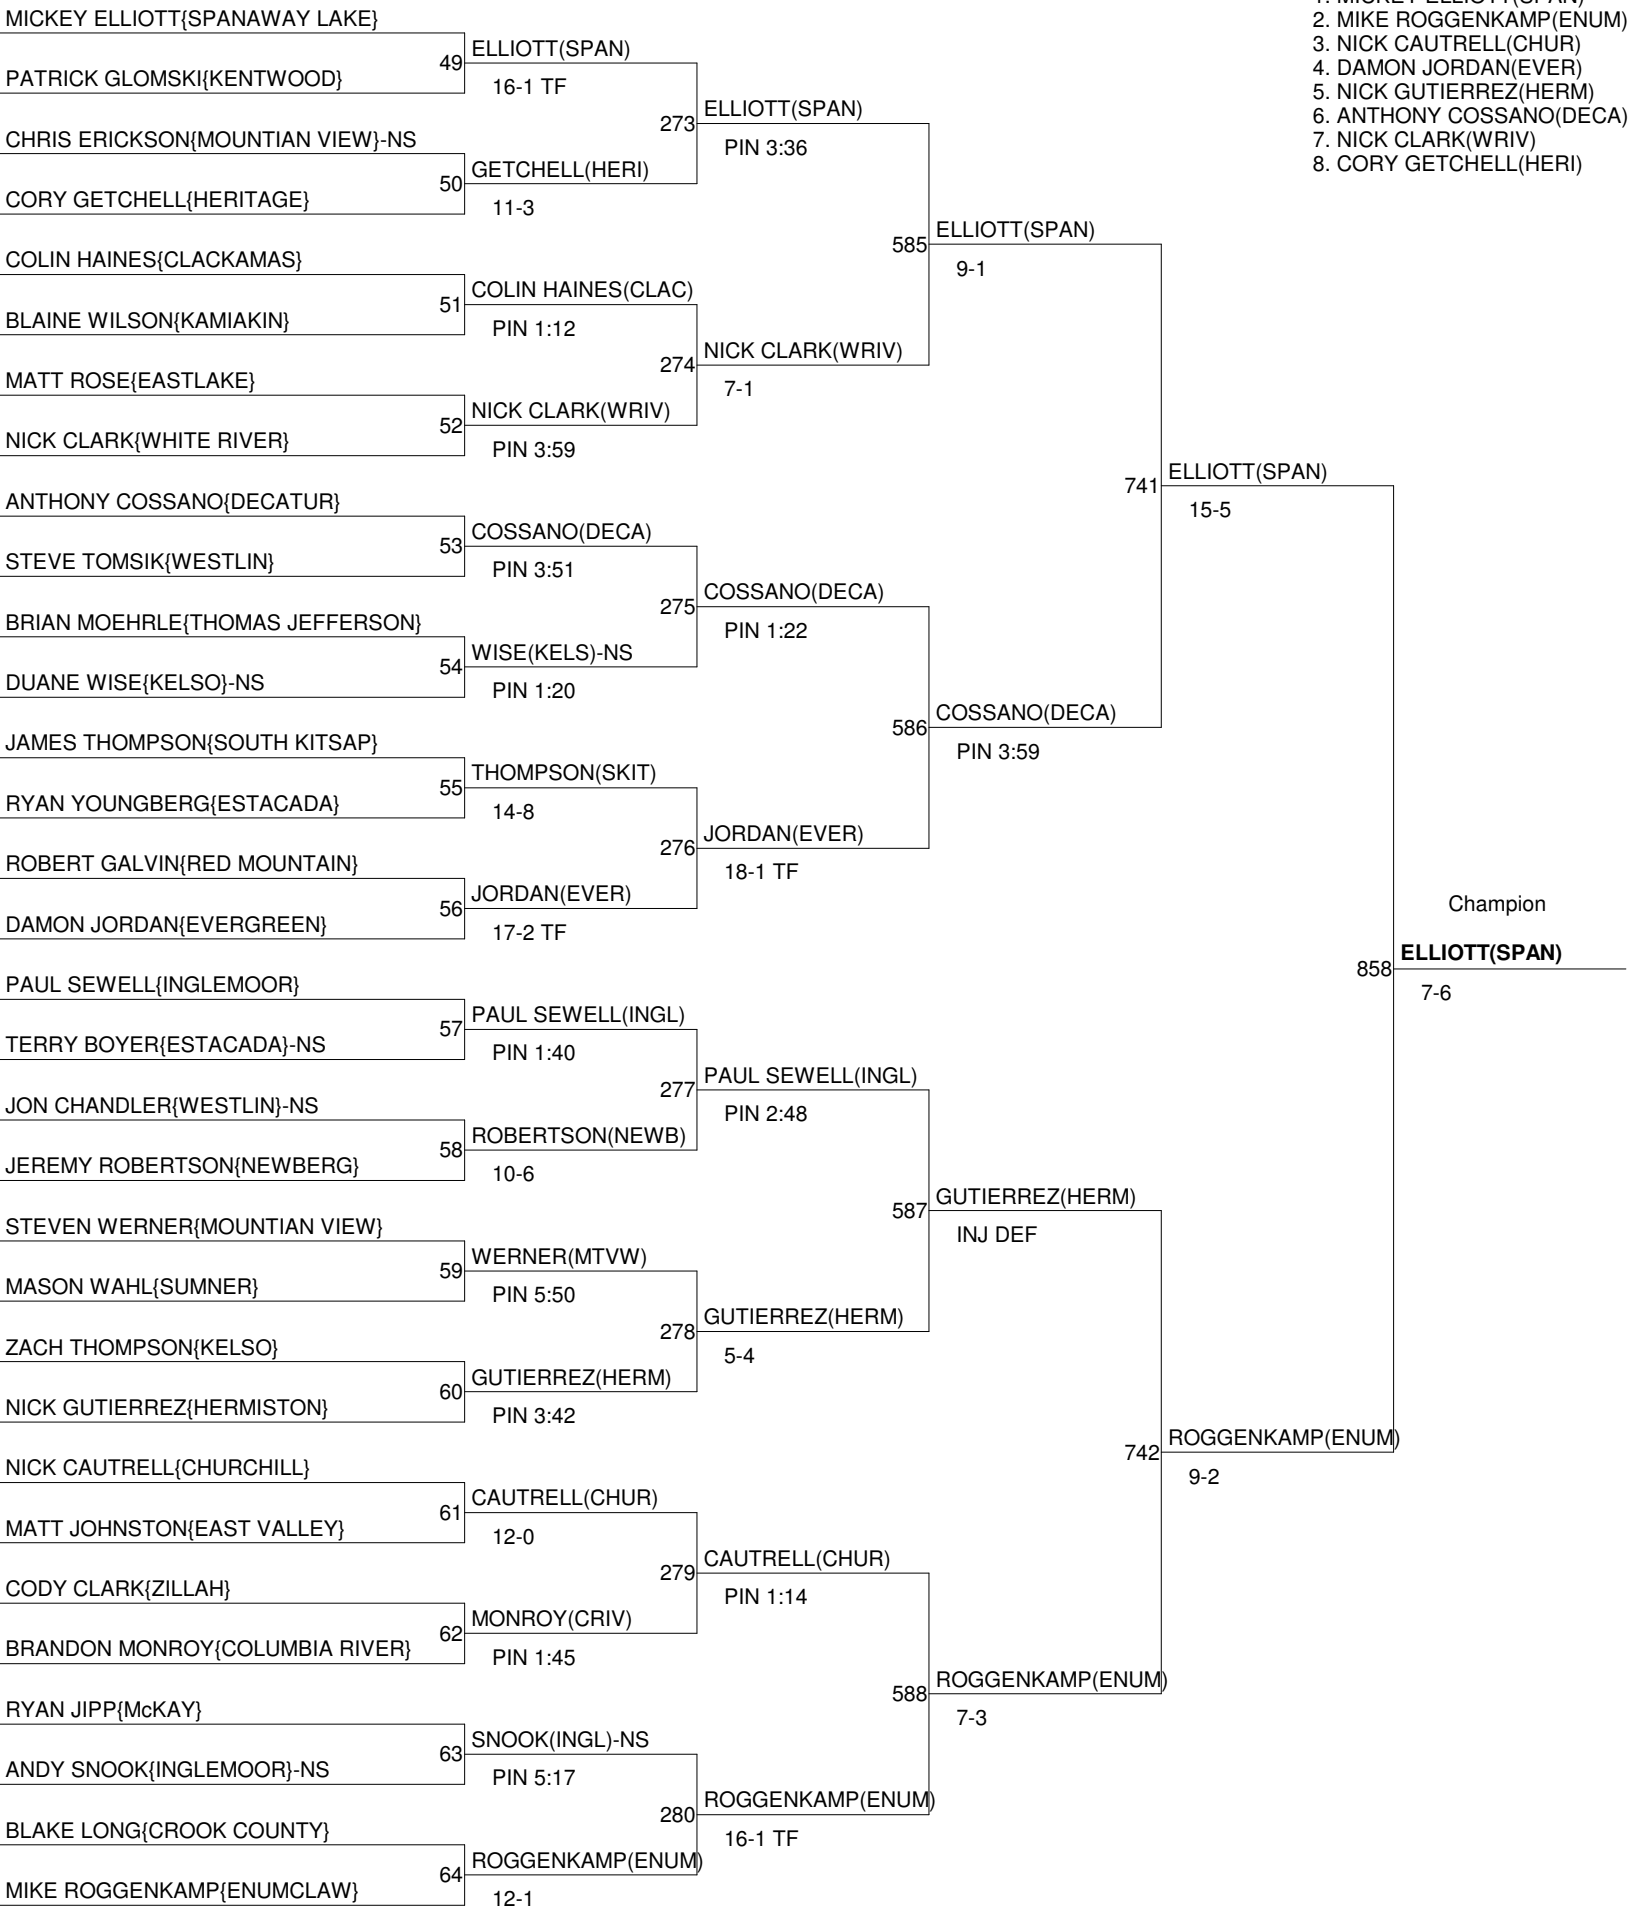 MICKEY ELLIOTT{SPANAWAY LAKE}
PATRICK GLOMSKI{KENTWOOD}
CHRIS ERICKSON{MOUNTIAN VIEW}-NS
CORY GETCHELL{HERITAGE}
COLIN HAINES{CLACKAMAS}
BLAINE WILSON{KAMIAKIN}
MATT ROSE{EASTLAKE}
NICK CLARK{WHITE RIVER}
ANTHONY COSSANO{DECATUR}
STEVE TOMSIK{WESTLIN}
BRIAN MOEHRLE{THOMAS JEFFERSON}
DUANE WISE{KELSO}-NS
JAMES THOMPSON{SOUTH KITSAP}
RYAN YOUNGBERG{ESTACADA}
ROBERT GALVIN{RED MOUNTAIN}
DAMON JORDAN{EVERGREEN}
PAUL SEWELL{INGLEMOOR}
TERRY BOYER{ESTACADA}-NS
JON CHANDLER{WESTLIN}-NS
JEREMY ROBERTSON{NEWBERG}
STEVEN WERNER{MOUNTIAN VIEW}
MASON WAHL{SUMNER}
ZACH THOMPSON{KELSO}
NICK GUTIERREZ{HERMISTON}
NICK CAUTRELL{CHURCHILL}
MATT JOHNSTON{EAST VALLEY}
CODY CLARK{ZILLAH}
BRANDON MONROY{COLUMBIA RIVER}
RYAN JIPP{McKAY}
ANDY SNOOK{INGLEMOOR}-NS
BLAKE LONG{CROOK COUNTY}
MIKE ROGGENKAMP{ENUMCLAW}
49 ELLIOTT(SPAN)
16-1 TF
50 GETCHELL(HERI)
11-3
51 COLIN HAINES(CLAC)
PIN 1:12
52 NICK CLARK(WRIV)
PIN 3:59
53 COSSANO(DECA)
PIN 3:51
54 WISE(KELS)-NS
PIN 1:20
55 THOMPSON(SKIT)
14-8
56 JORDAN(EVER)
17-2 TF
57 PAUL SEWELL(INGL)
PIN 1:40
58 ROBERTSON(NEWB)
10-6
59 WERNER(MTVW)
PIN 5:50
60 GUTIERREZ(HERM)
PIN 3:42
61 CAUTRELL(CHUR)
12-0
62 MONROY(CRIV)
PIN 1:45
63 SNOOK(INGL)-NS
PIN 5:17
64 ROGGENKAMP(ENUM)
12-1
273 ELLIOTT(SPAN)
PIN 3:36
274 NICK CLARK(WRIV)
7-1
275 COSSANO(DECA)
PIN 1:22
276 JORDAN(EVER)
18-1 TF
277 PAUL SEWELL(INGL)
PIN 2:48
278 GUTIERREZ(HERM)
5-4
279 CAUTRELL(CHUR)
PIN 1:14
280 ROGGENKAMP(ENUM)
16-1 TF
585 ELLIOTT(SPAN)
9-1
586 COSSANO(DECA)
PIN 3:59
587 GUTIERREZ(HERM)
INJ DEF
588 ROGGENKAMP(ENUM)
7-3
741 ELLIOTT(SPAN)
15-5
742 ROGGENKAMP(ENUM)
9-2
Champion
858 ELLIOTT(SPAN)
7-6
1. MICKEY ELLIOTT(SPAN)
2. MIKE ROGGENKAMP(ENUM)
3. NICK CAUTRELL(CHUR)
4. DAMON JORDAN(EVER)
5. NICK GUTIERREZ(HERM)
6. ANTHONY COSSANO(DECA)
7. NICK CLARK(WRIV)
8. CORY GETCHELL(HERI)